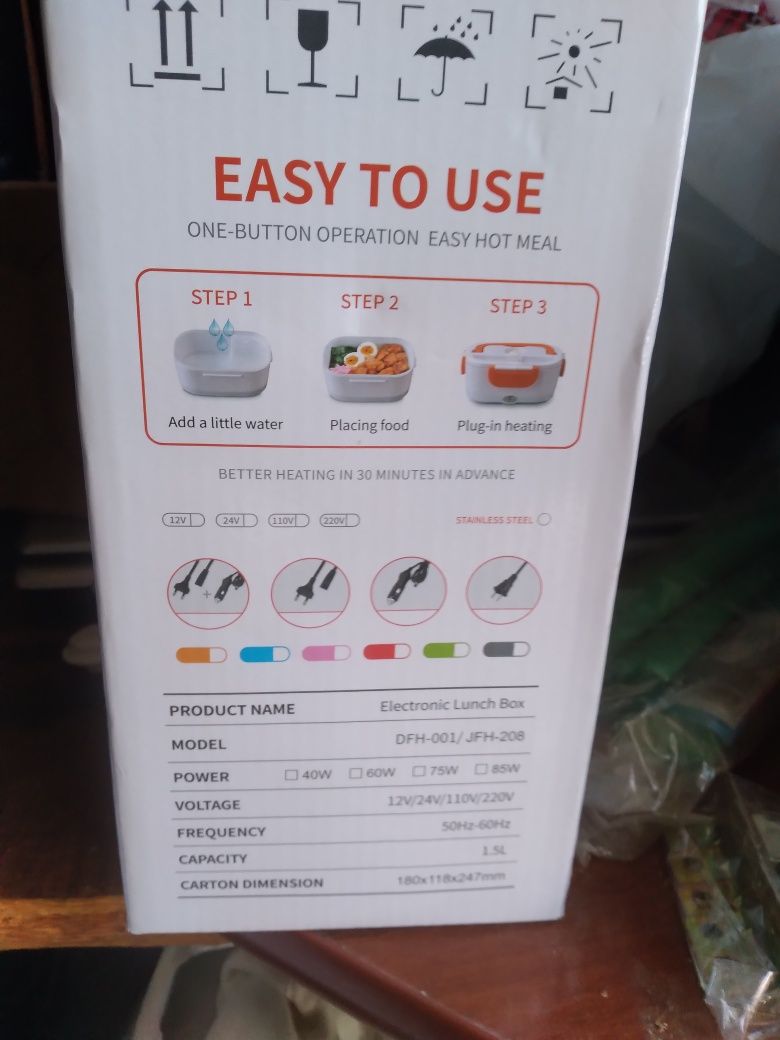 EASY TO USE
ONE-BUTTON OPERATION EASY HOT MEAL
STEP 1 STEP 2 STEP 3
Add a little water Placing food Plug-in heating
BETTER HEATING IN 30 MINUTES IN ADVANCE
12V 24V 110V 220V STAINLESS STEEL
PRODUCT NAME Electronic Lunch Box
MODEL DFH-001/ JFH-208
POWER 40W 60W 75W 85W
VOLTAGE 12V/24V/110V/220V
FREQUENCY 50Hz-60Hz
CAPACITY 1.5L
CARTON DIMENSION 180x118x247mm